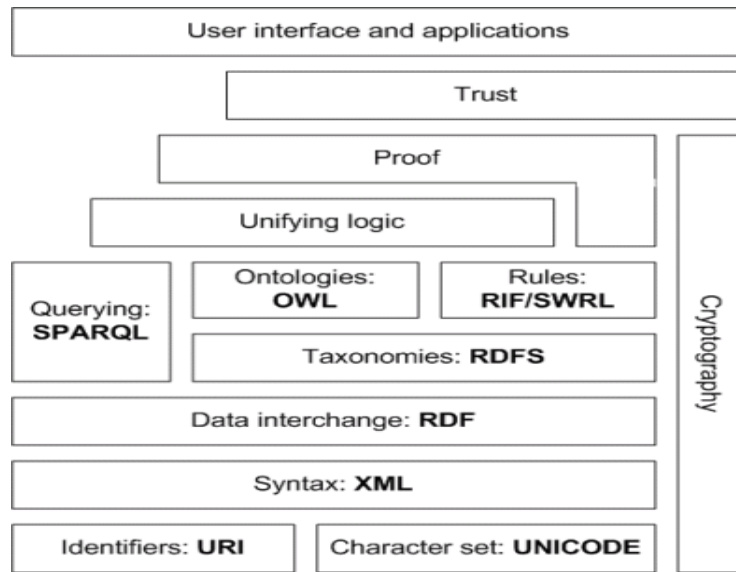 User interface and applications
Trust
Proof
Unifying logic
Querying:
SPARQL
Ontologies:
OWL
Rules:
RIF/SWRL
Taxonomies: RDFS
Data interchange: RDF
Syntax: XML
Identifiers: URI
Character set: UNICODE
Cryptography